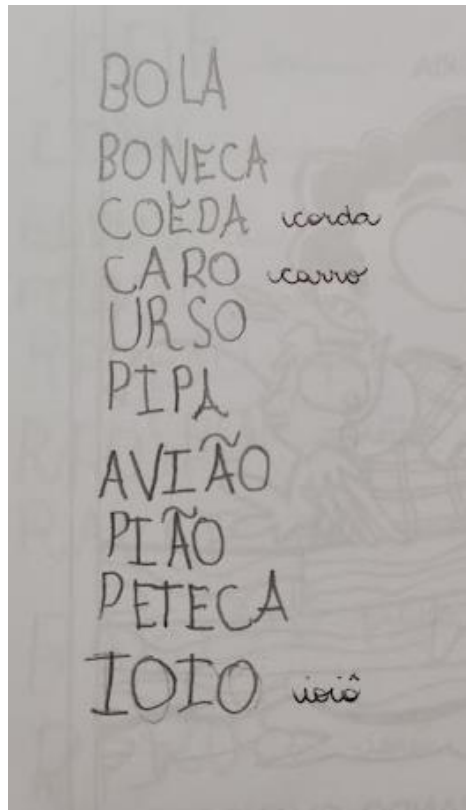 BOLA
BONECA
COEDA corda
CARO carro
URSO
PIPA
AVIÃO
PIÃO
PETECA
IOIO ioiô